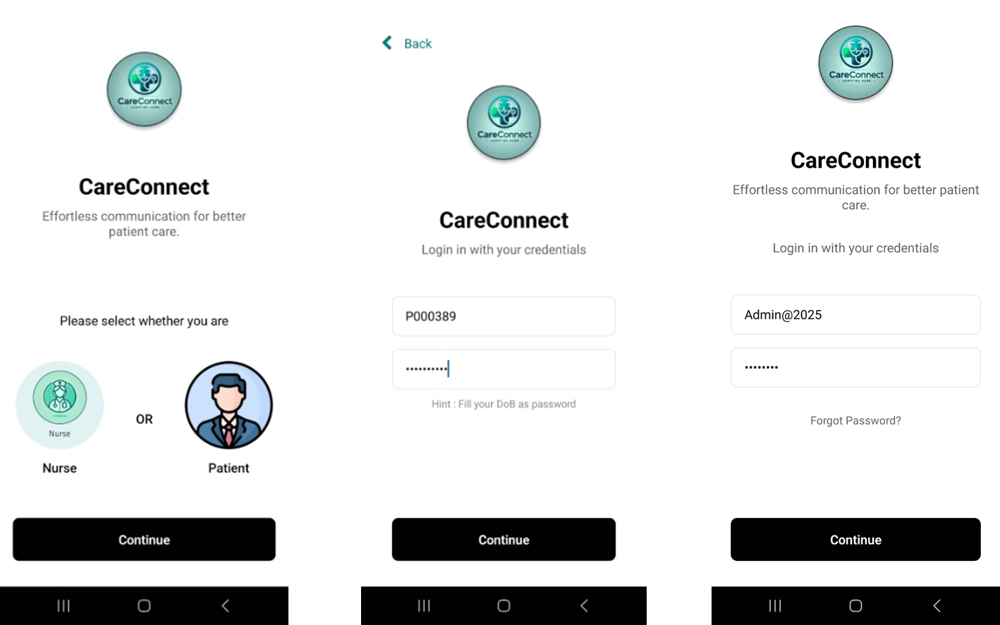 CareConnect
CareConnect
Effortless communication for better
patient care.
Please select whether you are
Nurse
OR
Nurse
Patient
Continue
Back
CareConnect
CareConnect
Login in with your credentials
P000389
••••••••••
Hint : Fill your DoB as password
Continue
CareConnect
CareConnect
Effortless communication for better patient
care.
Login in with your credentials
Admin@2025
••••••••
Forgot Password?
Continue